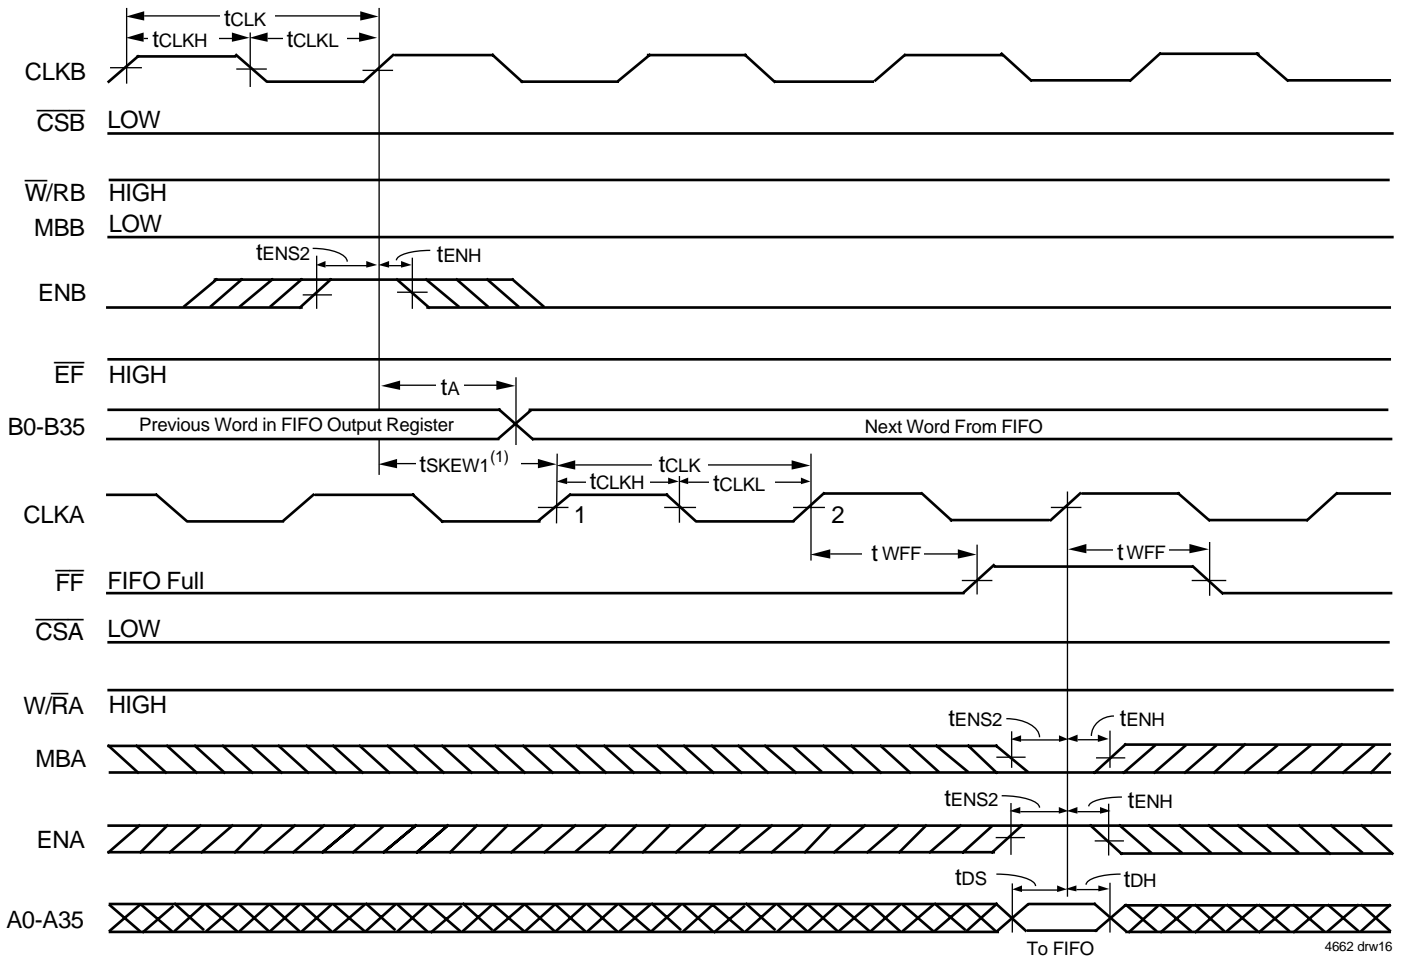 tCLK
tCLKH tCLKL
CLKB
CSB LOW
W/RB HIGH
MBB LOW
tENS2 tENH
ENB
EF HIGH
tA
B0-B35 Previous Word in FIFO Output Register Next Word From FIFO
tSKEW1(1) tCLK
tCLKH tCLKL
CLKA 1 2
tWFF tWFF
FF FIFO Full
CSA LOW
W/RA HIGH
tENS2 tENH
MBA
tENS2 tENH
ENA
tDS tDH
A0-A35
To FIFO 4662 drw16